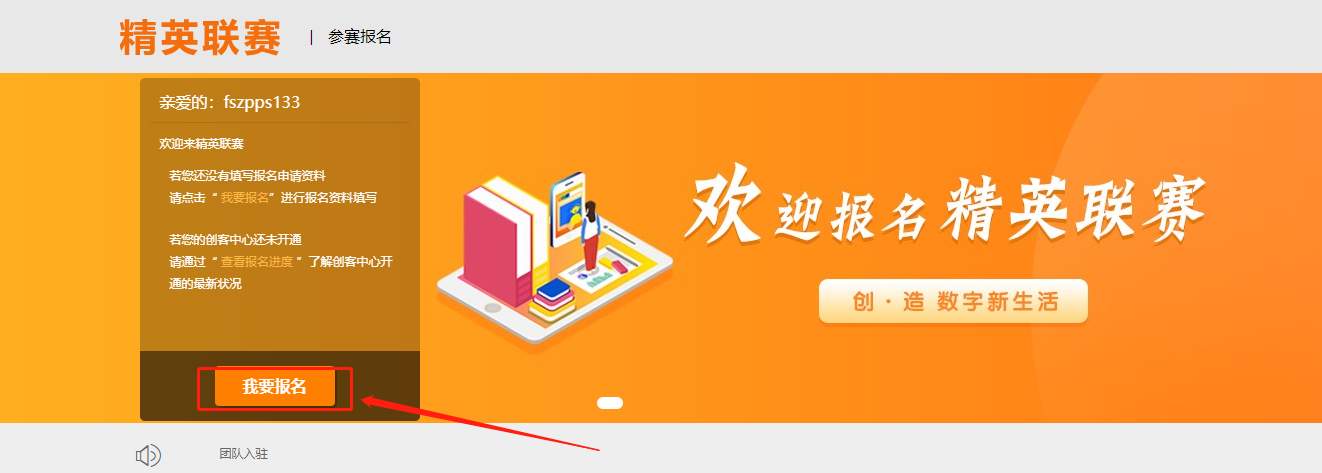 精英联赛 | 参赛报名
亲爱的：fszpps133
欢迎来精英联赛
若您还没有填写报名申请资料
请点击“ 我要报名”进行报名资料填写
若您的创客中心还未开通
请通过“ 查看报名进度 ”了解创客中心开
通的最新状况
我要报名
欢迎报名精英联赛
创·造 数字新生活
团队入驻